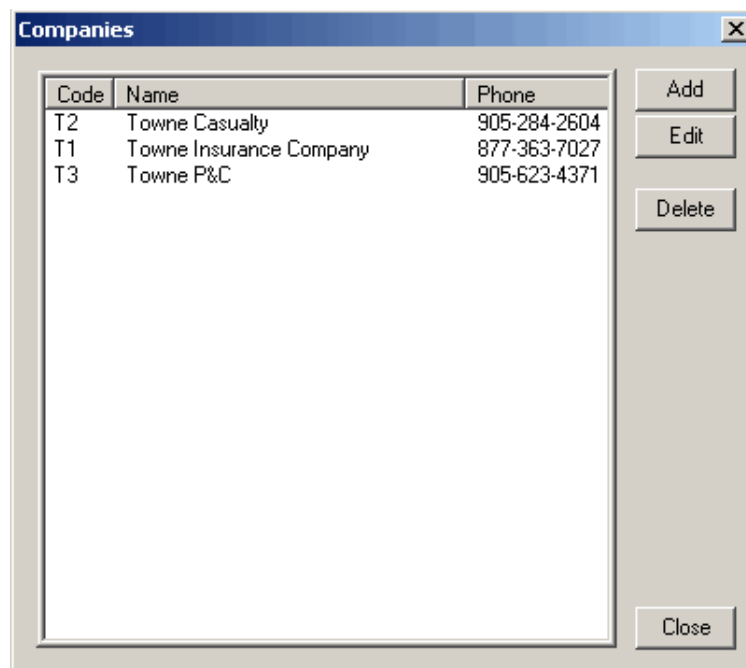 Companies
Code Name Phone
T2 Towne Casualty 905-284-2604
T1 Towne Insurance Company 877-363-7027
T3 Towne P&C 905-623-4371
Add
Edit
Delete
Close